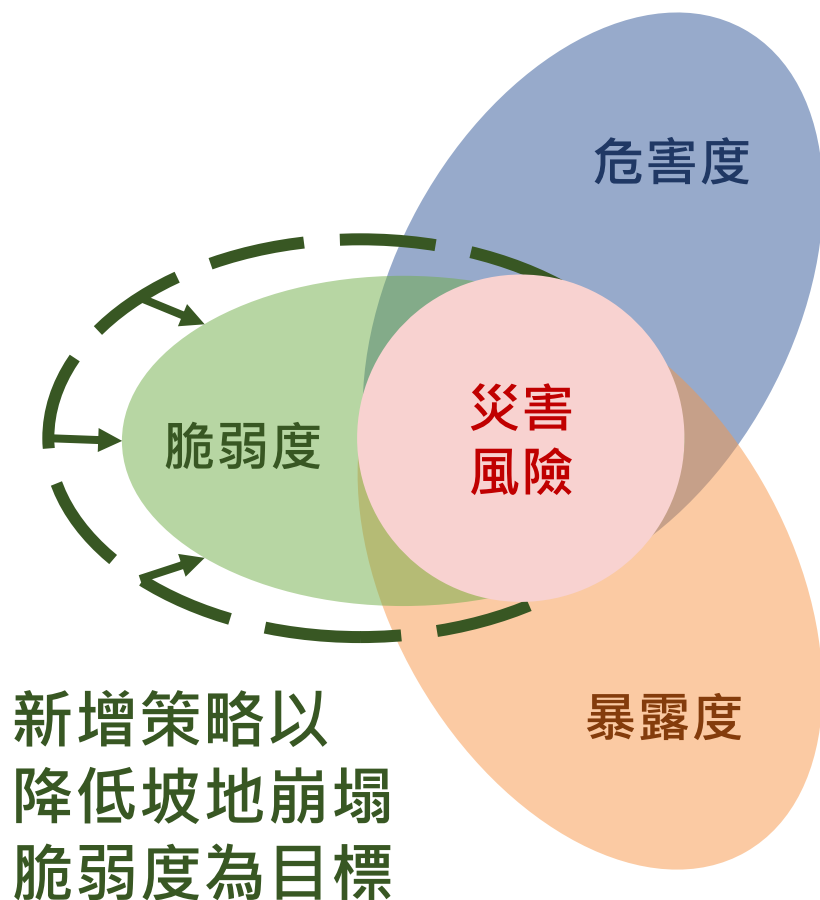 危害度
脆弱度
災害
風險
暴露度
新增策略以
降低坡地崩塌
脆弱度為目標